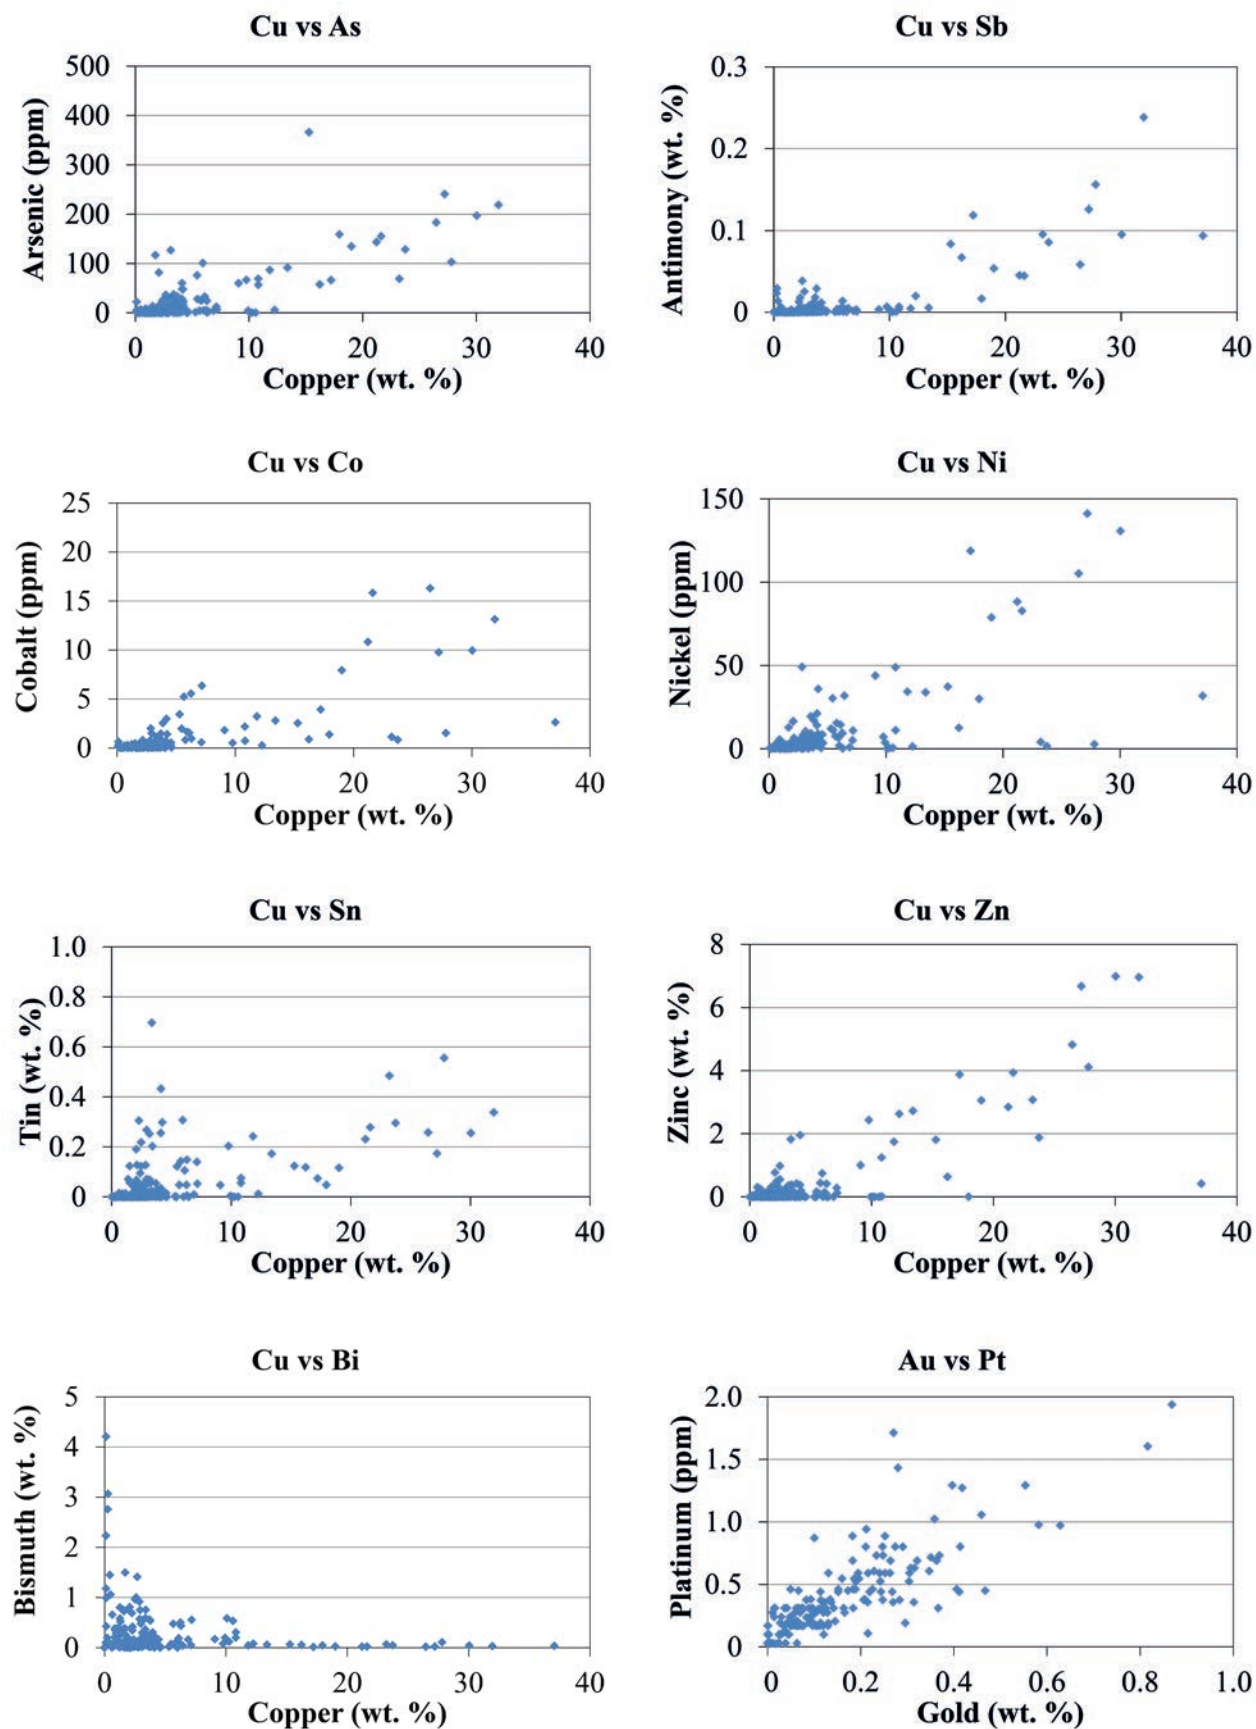 Cu vs As
500
400
300
200
100
0
Arsenic (ppm)
0 10 20 30 40
Copper (wt. %)
Cu vs Sb
0.3
0.2
0.1
0
Antimony (wt. %)
0 10 20 30 40
Copper (wt. %)
Cu vs Co
25
20
15
10
5
0
Cobalt (ppm)
0 10 20 30 40
Copper (wt. %)
Cu vs Ni
150
100
50
0
Nickel (ppm)
0 10 20 30 40
Copper (wt. %)
Cu vs Sn
1.0
0.8
0.6
0.4
0.2
0
Tin (wt. %)
0 10 20 30 40
Copper (wt. %)
Cu vs Zn
8
6
4
2
0
Zinc (wt. %)
0 10 20 30 40
Copper (wt. %)
Cu vs Bi
5
4
3
2
1
0
Bismuth (wt. %)
0 10 20 30 40
Copper (wt. %)
Au vs Pt
2.0
1.5
1.0
0.5
0
Platinum (ppm)
0 0.2 0.4 0.6 0.8 1.0
Gold (wt. %)